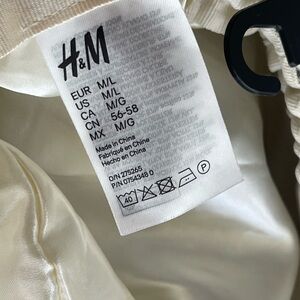 H&M
EUR M/L
US M/L
CA M/G
CN 56-58
MX M/G
Made in China
Fabriqué en Chine
Hecho en China
D/N 275265
P/N 0754348 0
40
P